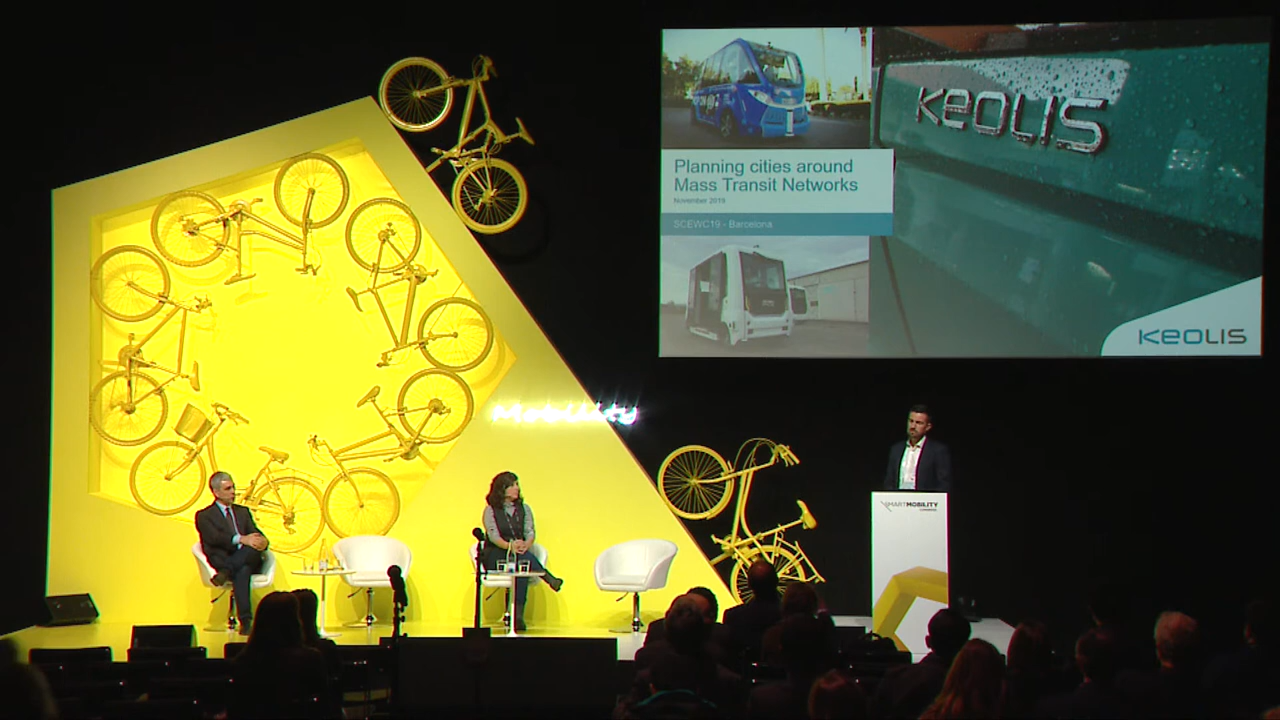 KEOLIS
Planning cities around
Mass Transit Networks
November 2019
SCEWC19 - Barcelona
KEOLIS
Mobility
SMARTMOBILITY